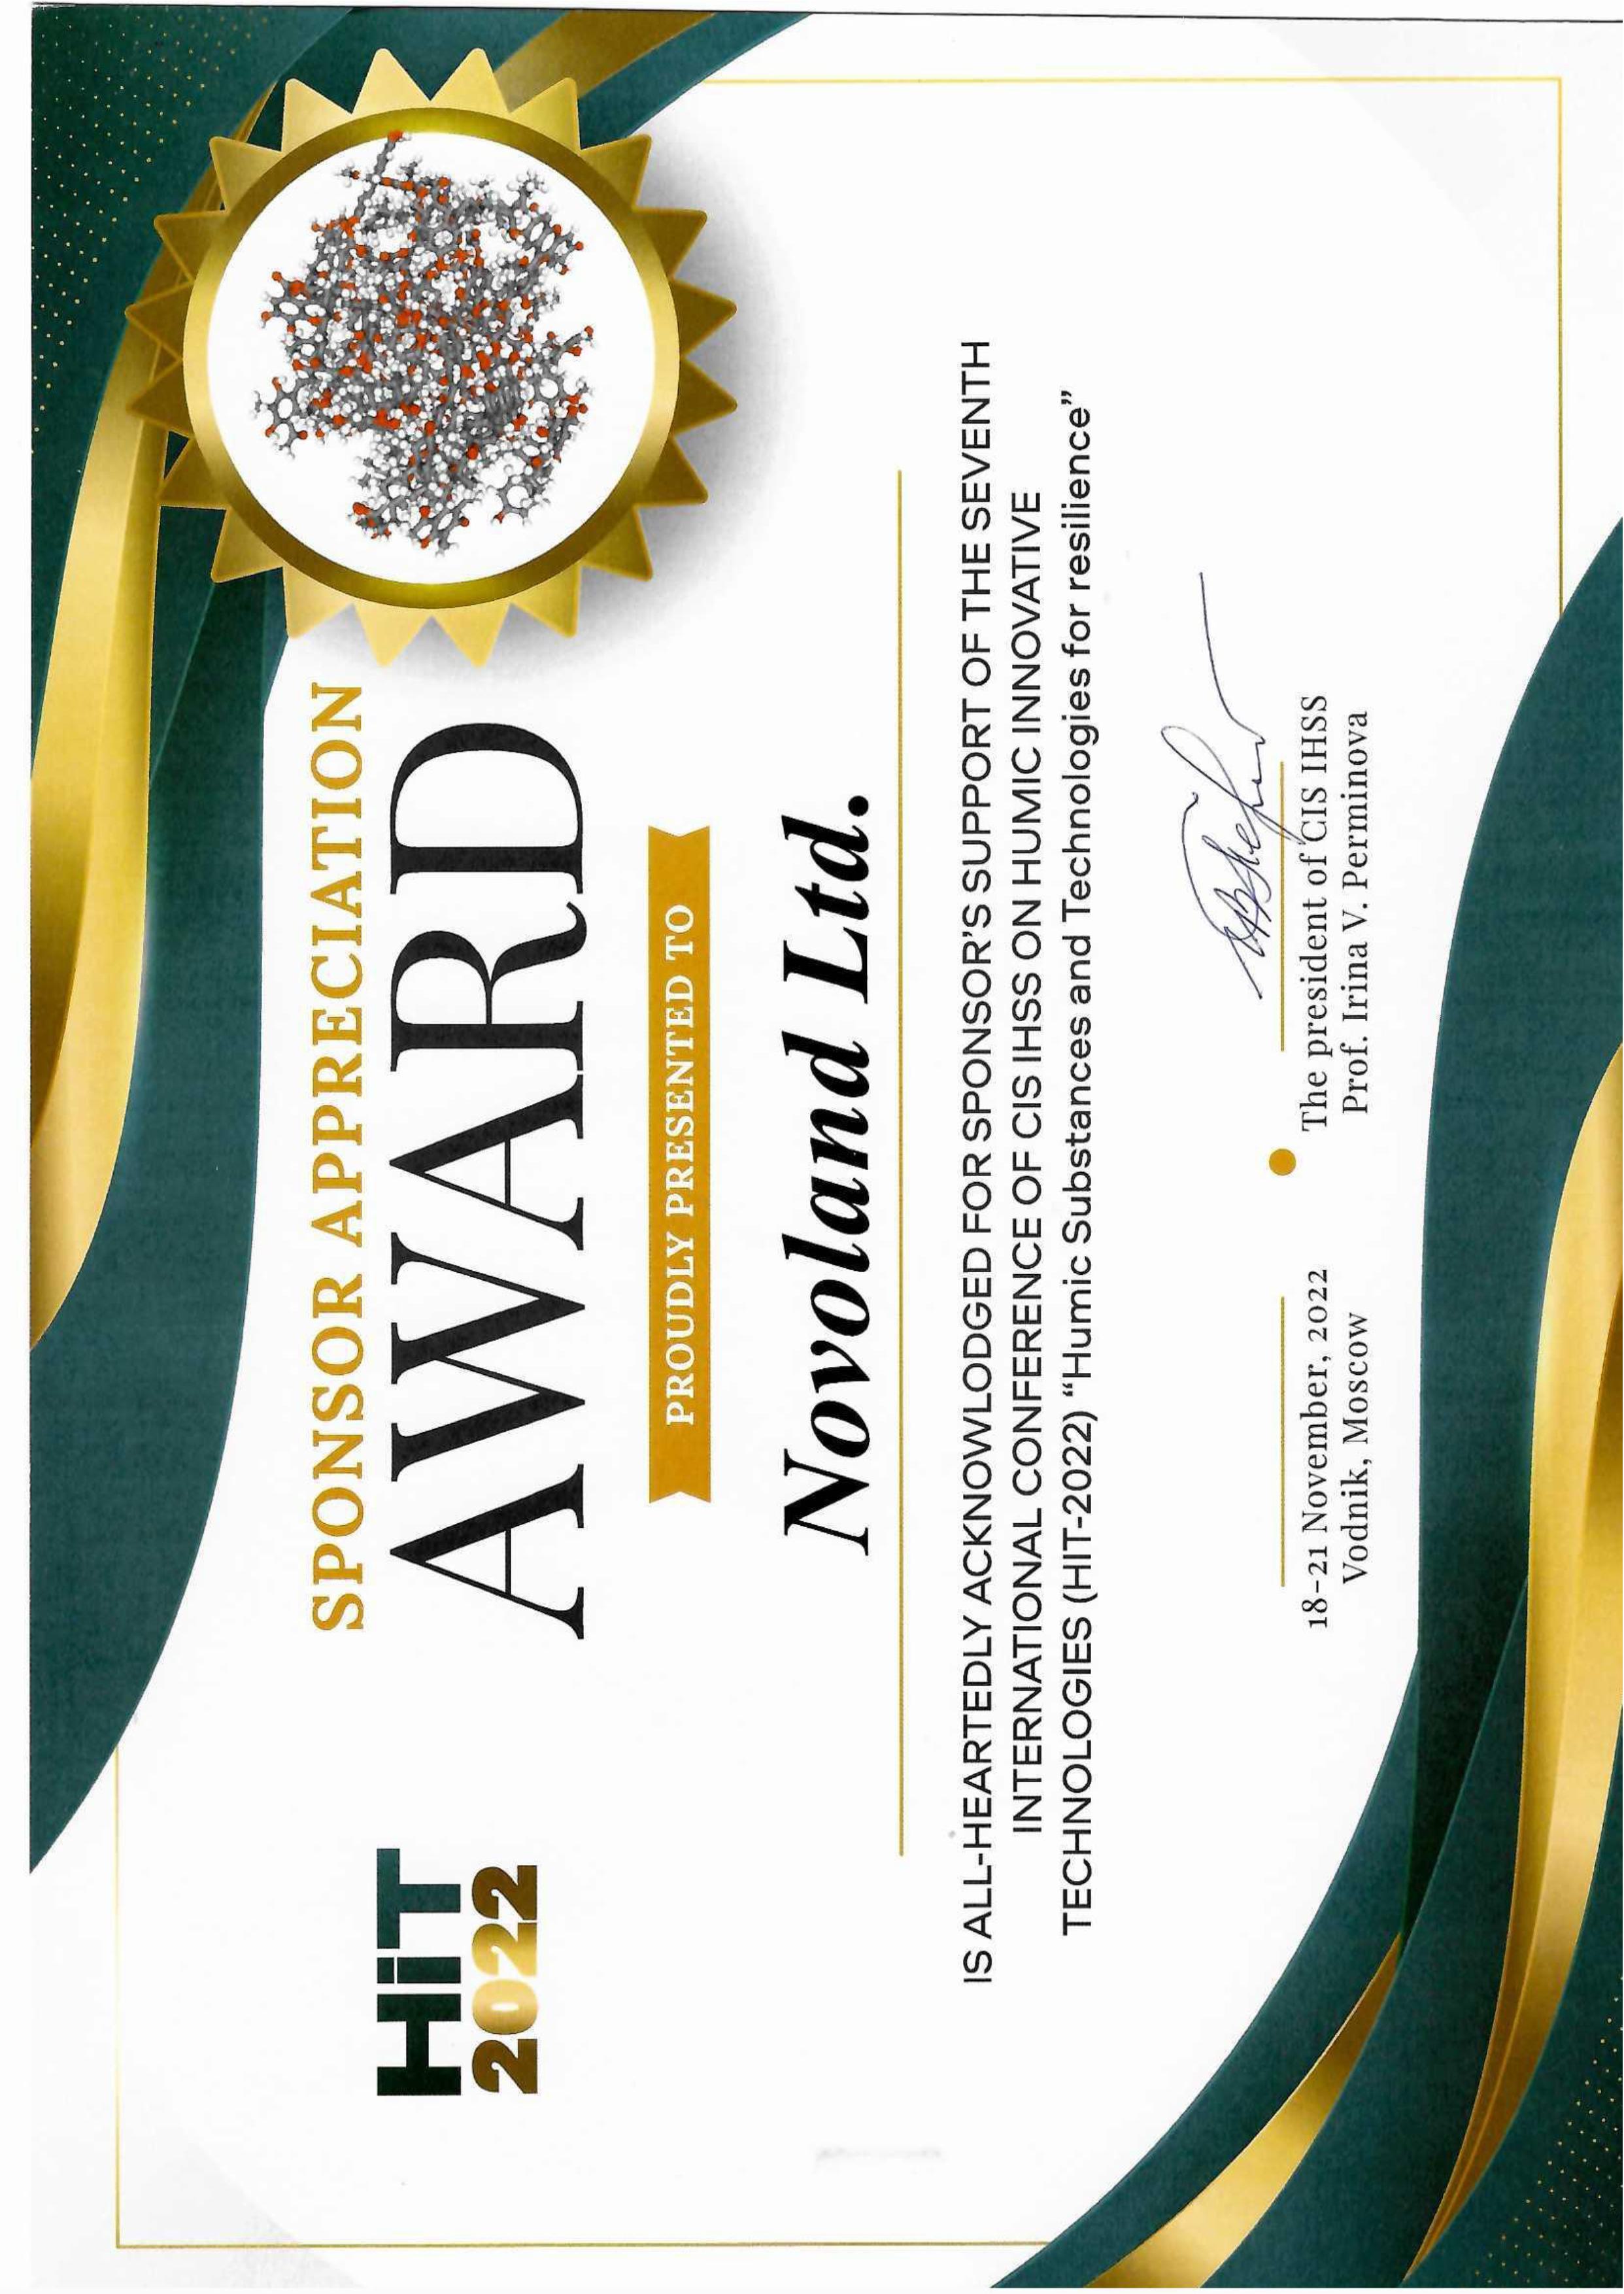 HiT
2022
SPONSOR APPRECIATION
AWARD
PROUDLY PRESENTED TO
Novoland Ltd.
IS ALL-HEARTEDLY ACKNOWLODGED FOR SPONSOR'S SUPPORT OF THE SEVENTH
INTERNATIONAL CONFERENCE OF CIS IHSS ON HUMIC INNOVATIVE
TECHNOLOGIES (HIT-2022) “Humic Substances and Technologies for resilience”
18-21 November, 2022
Vodnik, Moscow
The president of CIS IHSS
Prof. Irina V. Perminova